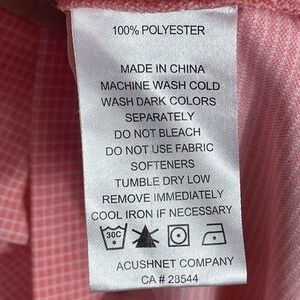 100% POLYESTER
MADE IN CHINA
MACHINE WASH COLD
WASH DARK COLORS
SEPARATELY
DO NOT BLEACH
DO NOT USE FABRIC
SOFTENERS
TUMBLE DRY LOW
REMOVE IMMEDIATELY
COOL IRON IF NECESSARY
30C
ACUSHNET COMPANY
CA # 28544